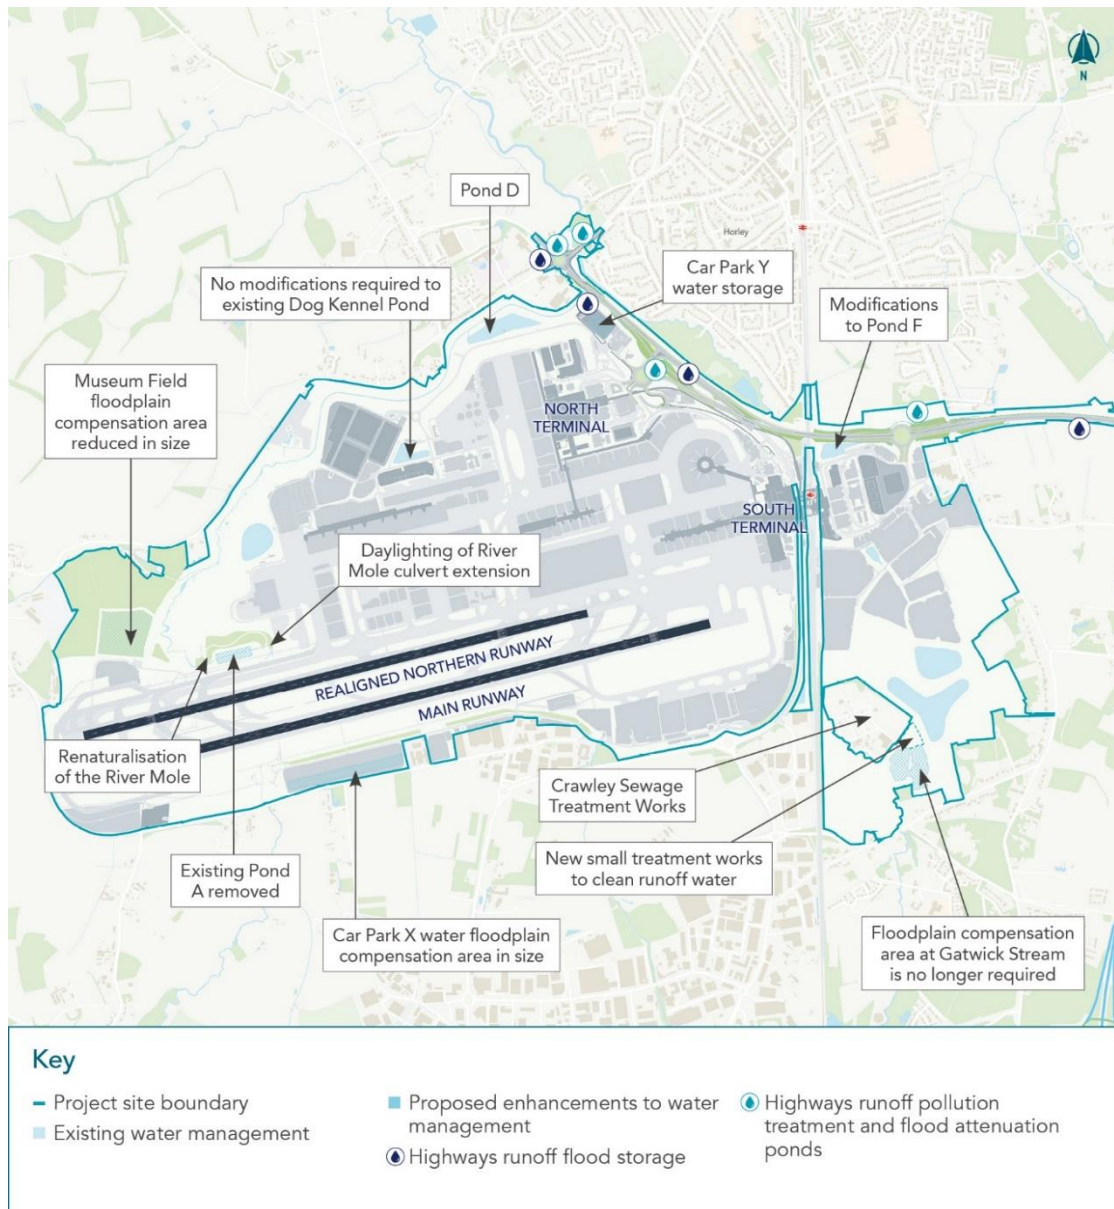 N
Pond D
Horley
No modifications required to
existing Dog Kennel Pond
Car Park Y
water storage
Modifications
to Pond F
Museum Field
floodplain
compensation area
reduced in size
NORTH
TERMINAL
SOUTH
TERMINAL
Daylighting of River
Mole culvert extension
REALIGNED NORTHERN RUNWAY
MAIN RUNWAY
Renaturalisation
of the River Mole
Crawley Sewage
Treatment Works
Existing Pond
A removed
New small treatment works
to clean runoff water
Car Park X water floodplain
compensation area in size
Floodplain compensation
area at Gatwick Stream
is no longer required
Key
Project site boundary
Existing water management
Proposed enhancements to water
management
Highways runoff flood storage
Highways runoff pollution
treatment and flood attenuation
ponds